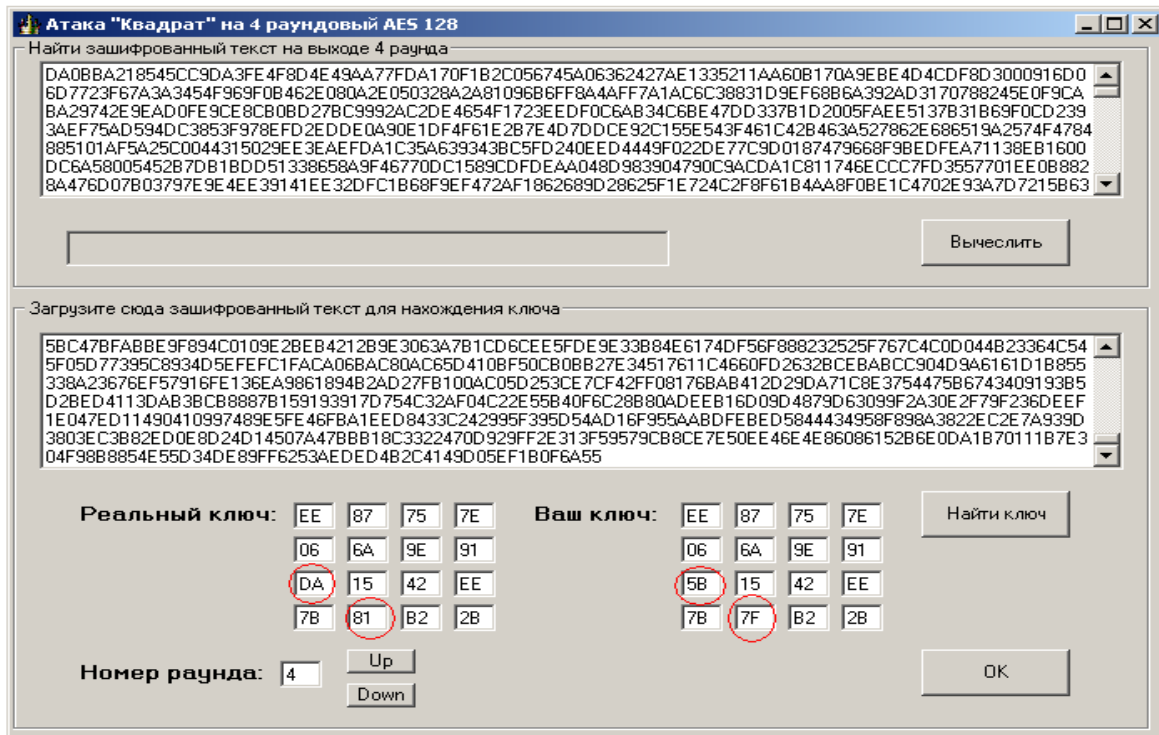 Атака "Квадрат" на 4 раундовый AES 128
Найти зашифрованный текст на выходе 4 раунда
DA0BBA218545CC9DA3FE4F8D4E49AA77FDA170F1B2C056745A06362427AE1335211AA60B170A9EBE4D4CDF8D3000916D0
6D7723F67A3A3454F969F0B462E080A2E050328A2A81096B6FF8A4AFF7A1AC6C38831D9EF68B6A392AD3170788245E0F9CA
BA29742E9EAD0FE9CE8CB0BD27BC9992AC2DE4654F1723EEDF0C6AB34C6BE47DD337B1D2005FAEE5137B31B69F0CD239
3AEF75AD594DC3853F978EFD2EDDE0A90E1DF4F61E2B7E4D7DDCE92C155E543F461C42B463A527862E686519A2574F4784
885101AF5A25C0044315029EE3EAEFDA1C35A639343BC5FD240EED4449F022DE77C9D0187479668F9BEDFEA71138EB1600
DC6A58005452B7DB1BDD51338658A9F46770DC1589CDFDEAA048D983904790C9ACDA1C811746ECCC7FD3557701EE0B882
8A476D07B03797E9E4EE39141EE32DFC1B68F9EF472AF1862689D28625F1E724C2F8F61B4AA8F0BE1C4702E93A7D7215B63
Вычеслить
Загрузите сюда зашифрованный текст для нахождения ключа
5BC47BFABBE9F894C0109E2BEB4212B9E3063A7B1CD6CEE5FDE9E33B84E6174DF56F888232525F767C4C0D044B23364C54
5F05D77395C8934D5EFEFC1FACA06BAC80AC65D410BF50CB0BB27E34517611C4660FD2632BCEBABCC904D9A6161D1B855
338A23676EF57916FE136EA9861894B2AD27FB100AC05D253CE7CF42FF08176BAB412D29DA71C8E3754475B6743409193B5
D2BED4113DAB3BCB8887B159193917D754C32AF04C22E55B40F6C28B80ADEEB16D09D4879D63099F2A30E2F79F236DEEF
1E047ED11490410997489E5FE46FBA1EED8433C242995F395D54AD16F955AABDFEBED5844434958F898A3822EC2E7A939D
3803EC3B82ED0E8D24D14507A47BBB18C3322470D929FF2E313F59579CB8CE7E50EE46E4E86086152B6E0DA1B70111B7E3
04F98B8854E55D34DE89FF6253AEDED4B2C4149D05EF1B0F6A55
Реальный ключ: EE 87 75 7E Ваш ключ: EE 87 75 7E Найти ключ
06 6A 9E 91 06 6A 9E 91
DA 15 42 EE 5B 15 42 EE
7B 81 B2 2B 7B 7F B2 2B
Номер раунда: 4 Up OK
Down